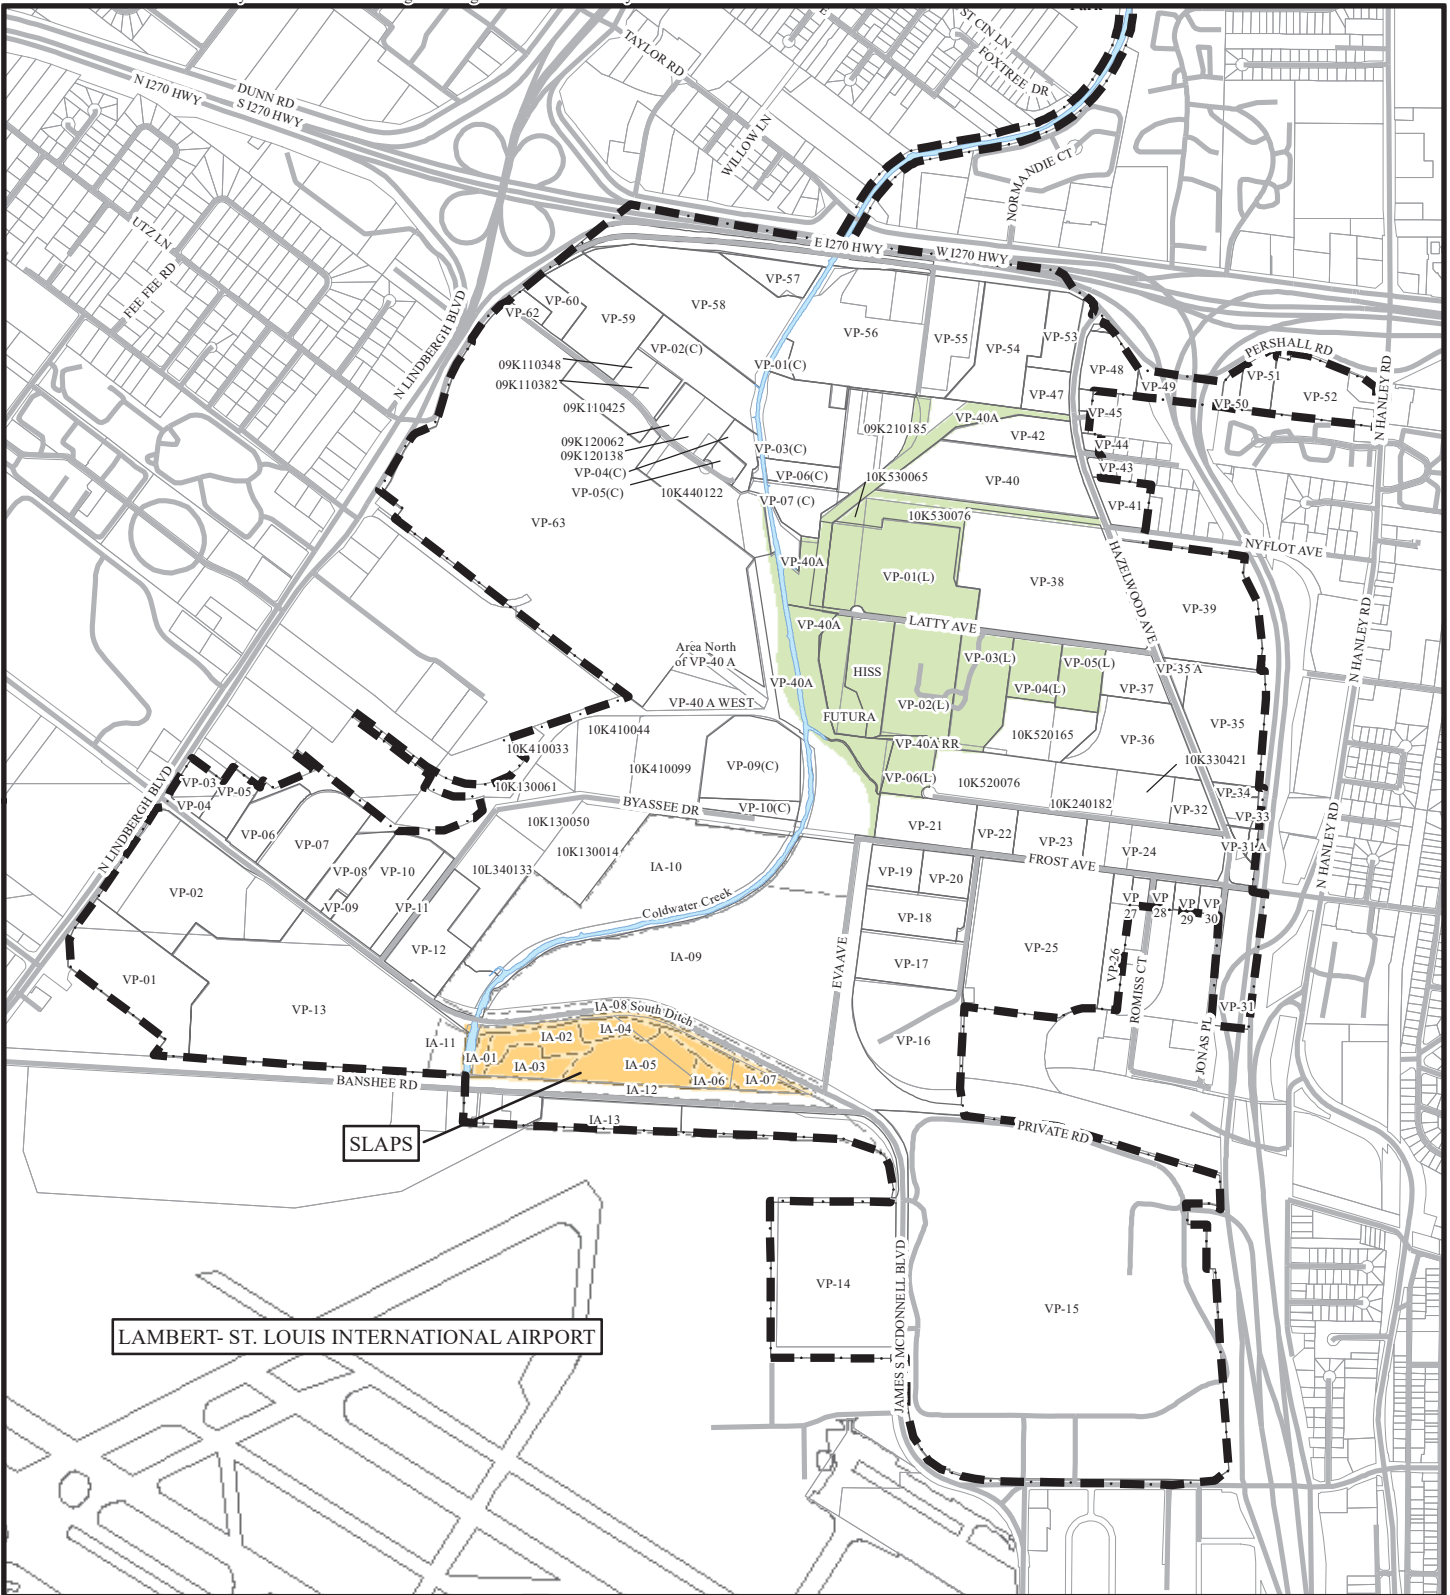 ST CIN LN
FOXTREE DR
TAYLOR RD
N I270 HWY
DUNN RD
S I270 HWY
WILLOW LN
NORMANDIE CT
UTZ LN
FEE FEE RD
N LINDBERGH BLVD
E I270 HWY
W I270 HWY
VP-57
VP-60
VP-62
VP-59
VP-58
VP-56
VP-55
VP-54
VP-53
VP-02(C)
VP-01(C)
PERSHALL RD
N HANLEY RD
VP-48
VP-49
VP-51
VP-52
VP-50
VP-47
VP-45
09K110348
09K110382
09K110425
09K120062
09K120138
VP-04(C)
VP-05(C)
10K440122
VP-03(C)
VP-06(C)
VP-07 (C)
09K210185
VP-40A
VP-42
VP-44
VP-43
VP-41
10K530065
VP-40
10K530076
VP-63
NYFLOT AVE
HAZELWOOD AVE
VP-40A
VP-01(L)
VP-38
VP-39
N HANLEY RD
LATTY AVE
VP-40A
Area North
of VP-40 A
VP-40A
HISS
VP-03(L)
VP-05(L)
VP-04(L)
VP-35 A
VP-37
VP-40 A WEST
VP-02(L)
FUTURA
VP-35
10K410044
10K410033
10K410099
VP-09(C)
VP-40A RR
10K520165
VP-36
10K330421
10K130061
VP-06(L)
10K520076
10K240182
VP-34
VP-32
VP-33
VP-10(C)
BYASSEE DR
VP-03
VP-05
VP-04
VP-06
VP-07
10K130050
10K130014
VP-21
VP-22
VP-23
VP-24
VP-31A
FROST AVE
N HANLEY RD
N LINDBERGH BLVD
VP-08
VP-10
10L340133
IA-10
VP-19
VP-20
VP-02
VP-09
VP-11
Coldwater Creek
VP-18
VP
27
VP
28
VP
29
VP
30
VP-12
IA-09
EVA AVE
VP-17
VP-25
VP-26
ROMISS CT
VP-01
VP-13
IA-08 South Ditch
VP-31
IA-11
IA-01
IA-02
IA-04
IA-03
IA-05
IA-06
IA-07
VP-16
JONAS PL
BANSHEE RD
IA-12
IA-13
SLAPS
PRIVATE RD
VP-14
VP-15
JAMES S MCDONNELL BLVD
LAMBERT- ST. LOUIS INTERNATIONAL AIRPORT